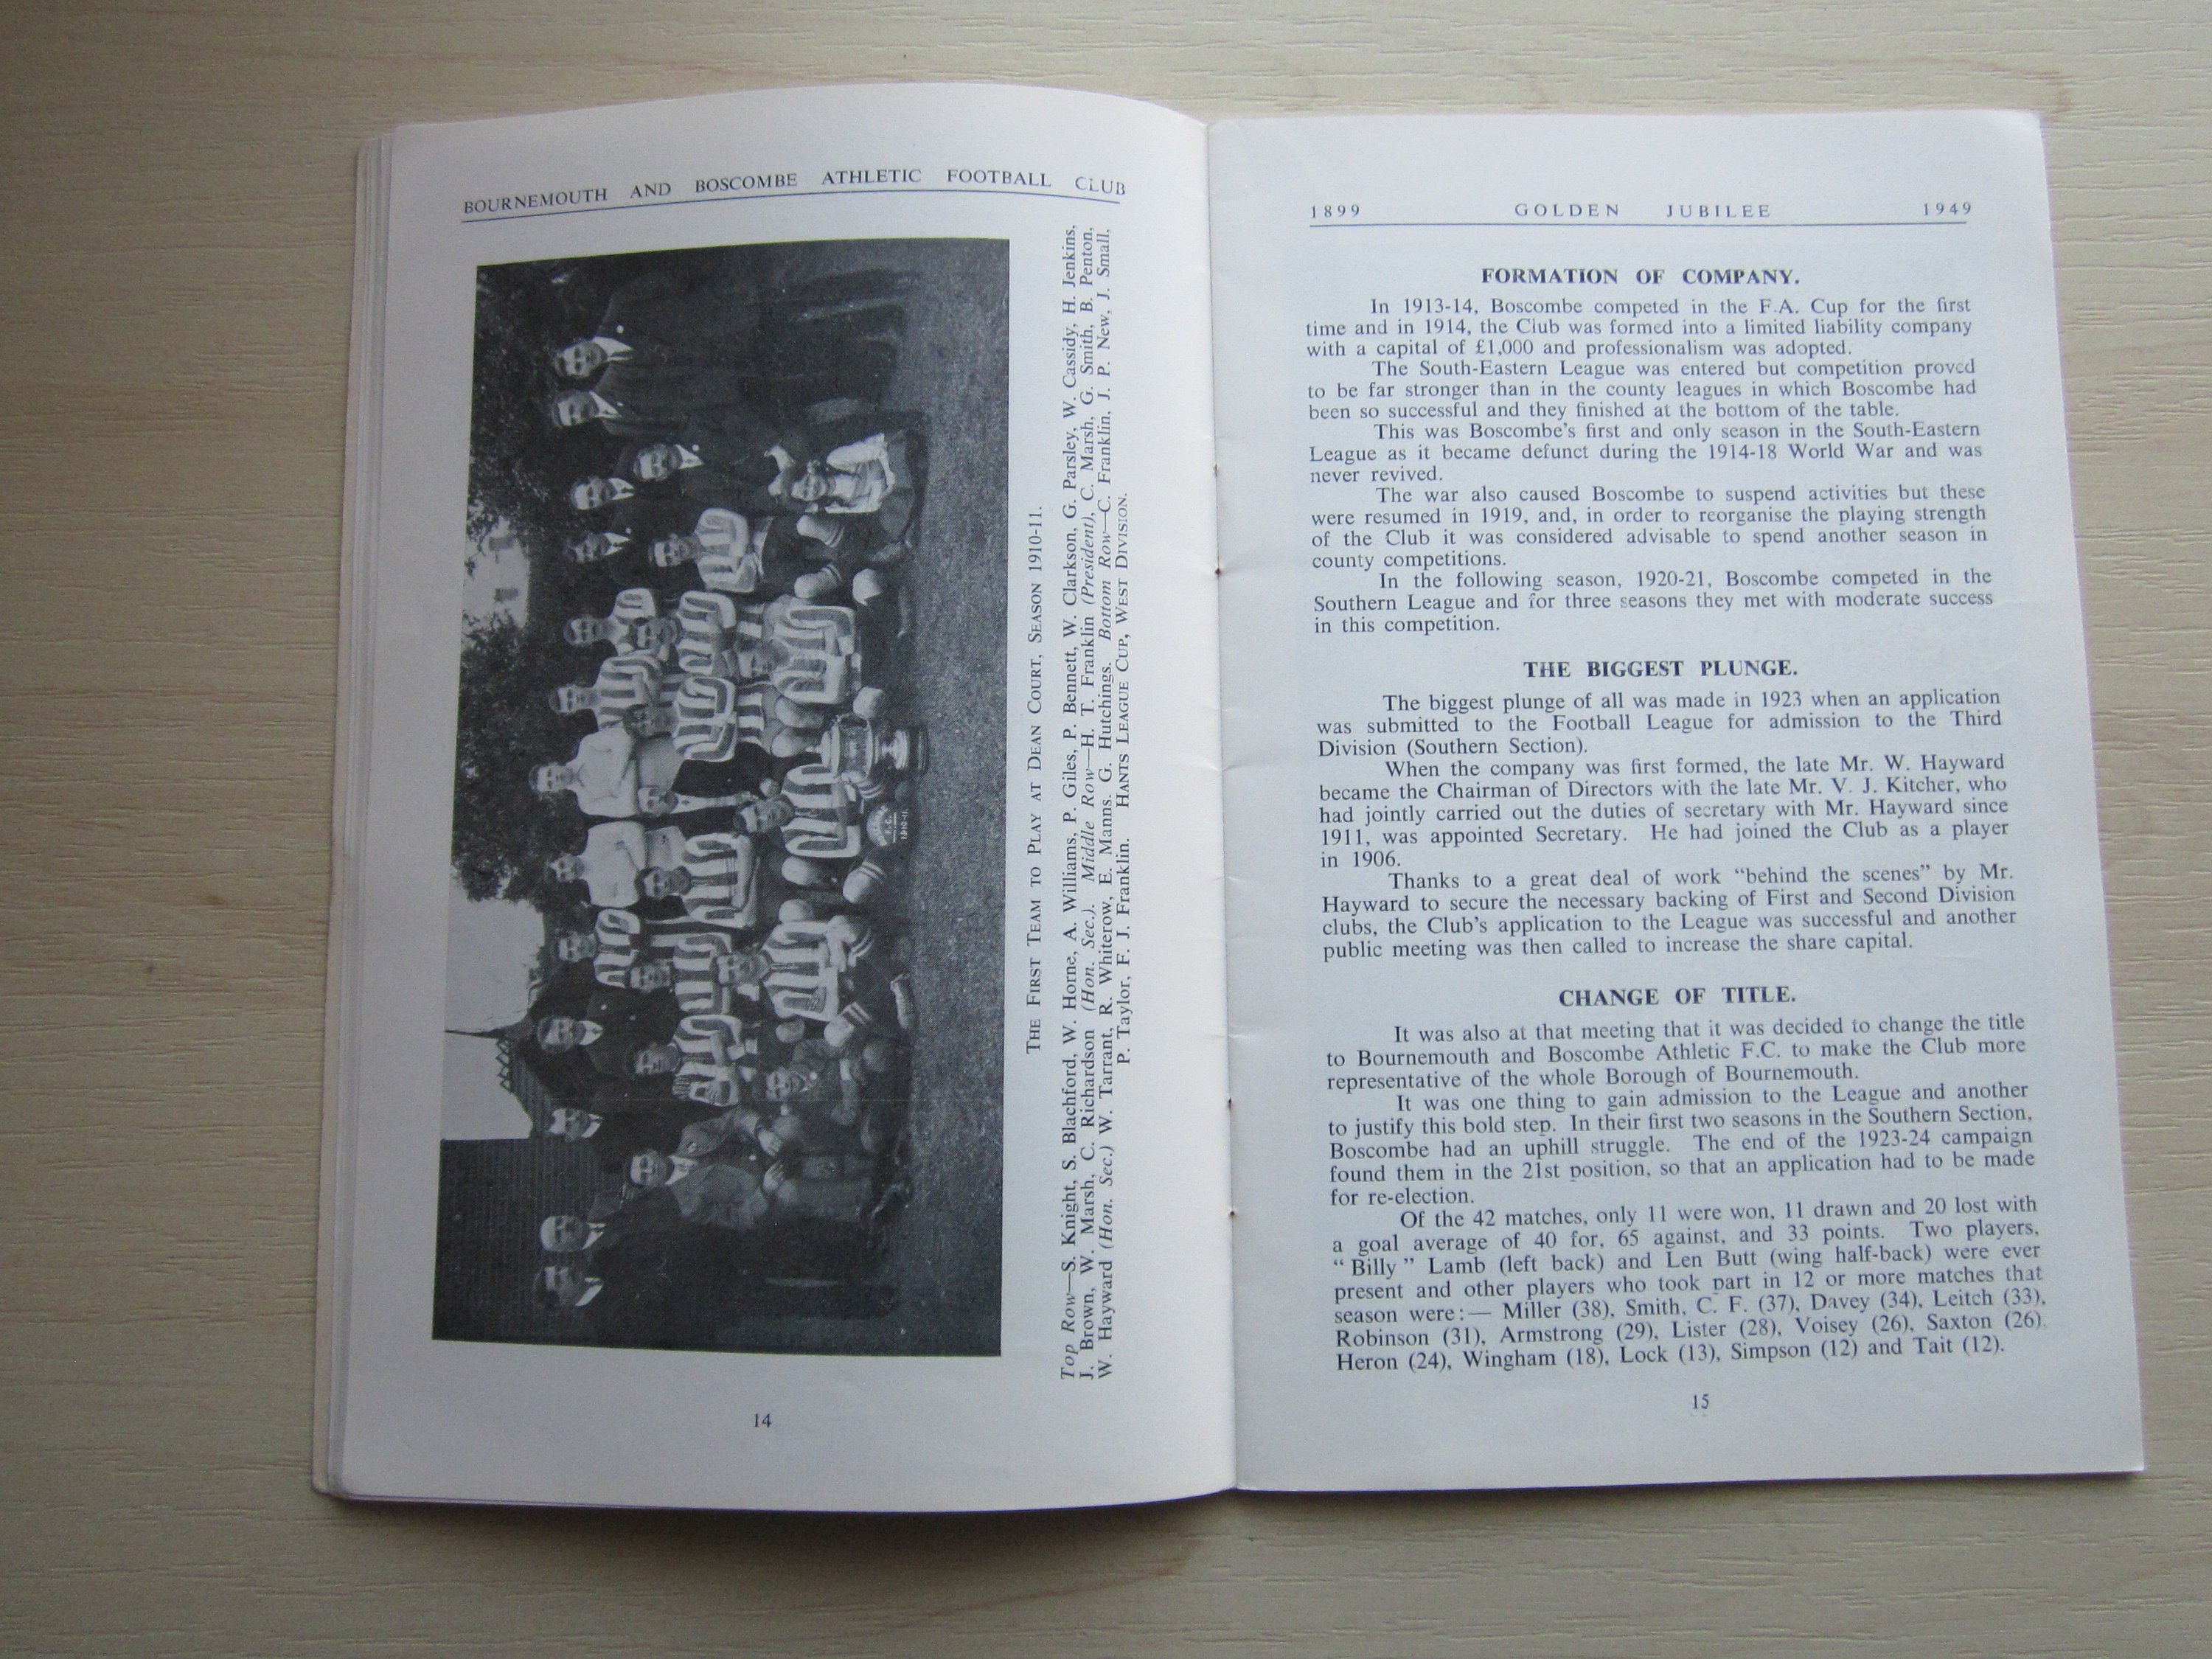 BOURNEMOUTH AND BOSCOMBE ATHLETIC FOOTBALL CLUB
THE FIRST TEAM TO PLAY AT DEAN COURT, SEASON 1910-11.
Top Row—S. Knight, S. Blachford, W. Horne, A. Williams, P. Giles, P. Bennett, W. Clarkson, G. Parsley, W. Cassidy, H. Jenkins,
J. Brown, W. Marsh, C. Richardson (Hon. Sec.). Middle Row—H. T. Franklin (President), C. Marsh, G. Smith, B. Penton,
W. Hayward (Hon. Sec.) W. Tarrant, R. Whiterow, E. Manns. G. Hutchings. Bottom Row—C. Franklin, J. P. New, J. Small,
P. Taylor, F. J. Franklin. HANTS LEAGUE CUP, WEST DIVISION.
F.C.
1910-11
14
1899 GOLDEN JUBILEE 1949
FORMATION OF COMPANY.
In 1913-14, Boscombe competed in the F.A. Cup for the first
time and in 1914, the Club was formed into a limited liability company
with a capital of £1,000 and professionalism was adopted.
The South-Eastern League was entered but competition proved
to be far stronger than in the county leagues in which Boscombe had
been so successful and they finished at the bottom of the table.
This was Boscombe's first and only season in the South-Eastern
League as it became defunct during the 1914-18 World War and was
never revived.
The war also caused Boscombe to suspend activities but these
were resumed in 1919, and, in order to reorganise the playing strength
of the Club it was considered advisable to spend another season in
county competitions.
In the following season, 1920-21, Boscombe competed in the
Southern League and for three seasons they met with moderate success
in this competition.
THE BIGGEST PLUNGE.
The biggest plunge of all was made in 1923 when an application
was submitted to the Football League for admission to the Third
Division (Southern Section).
When the company was first formed, the late Mr. W. Hayward
became the Chairman of Directors with the late Mr. V. J. Kitcher, who
had jointly carried out the duties of secretary with Mr. Hayward since
1911, was appointed Secretary. He had joined the Club as a player
in 1906.
Thanks to a great deal of work "behind the scenes" by Mr.
Hayward to secure the necessary backing of First and Second Division
clubs, the Club's application to the League was successful and another
public meeting was then called to increase the share capital.
CHANGE OF TITLE.
It was also at that meeting that it was decided to change the title
to Bournemouth and Boscombe Athletic F.C. to make the Club more
representative of the whole Borough of Bournemouth.
It was one thing to gain admission to the League and another
to justify this bold step. In their first two seasons in the Southern Section,
Boscombe had an uphill struggle. The end of the 1923-24 campaign
found them in the 21st position, so that an application had to be made
for re-election.
Of the 42 matches, only 11 were won, 11 drawn and 20 lost with
a goal average of 40 for, 65 against, and 33 points. Two players,
"Billy" Lamb (left back) and Len Butt (wing half-back) were ever
present and other players who took part in 12 or more matches that
season were:— Miller (38), Smith, C. F. (37), Davey (34), Leitch (33),
Robinson (31), Armstrong (29), Lister (28), Voisey (26), Saxton (26),
Heron (24), Wingham (18), Lock (13), Simpson (12) and Tait (12).
15